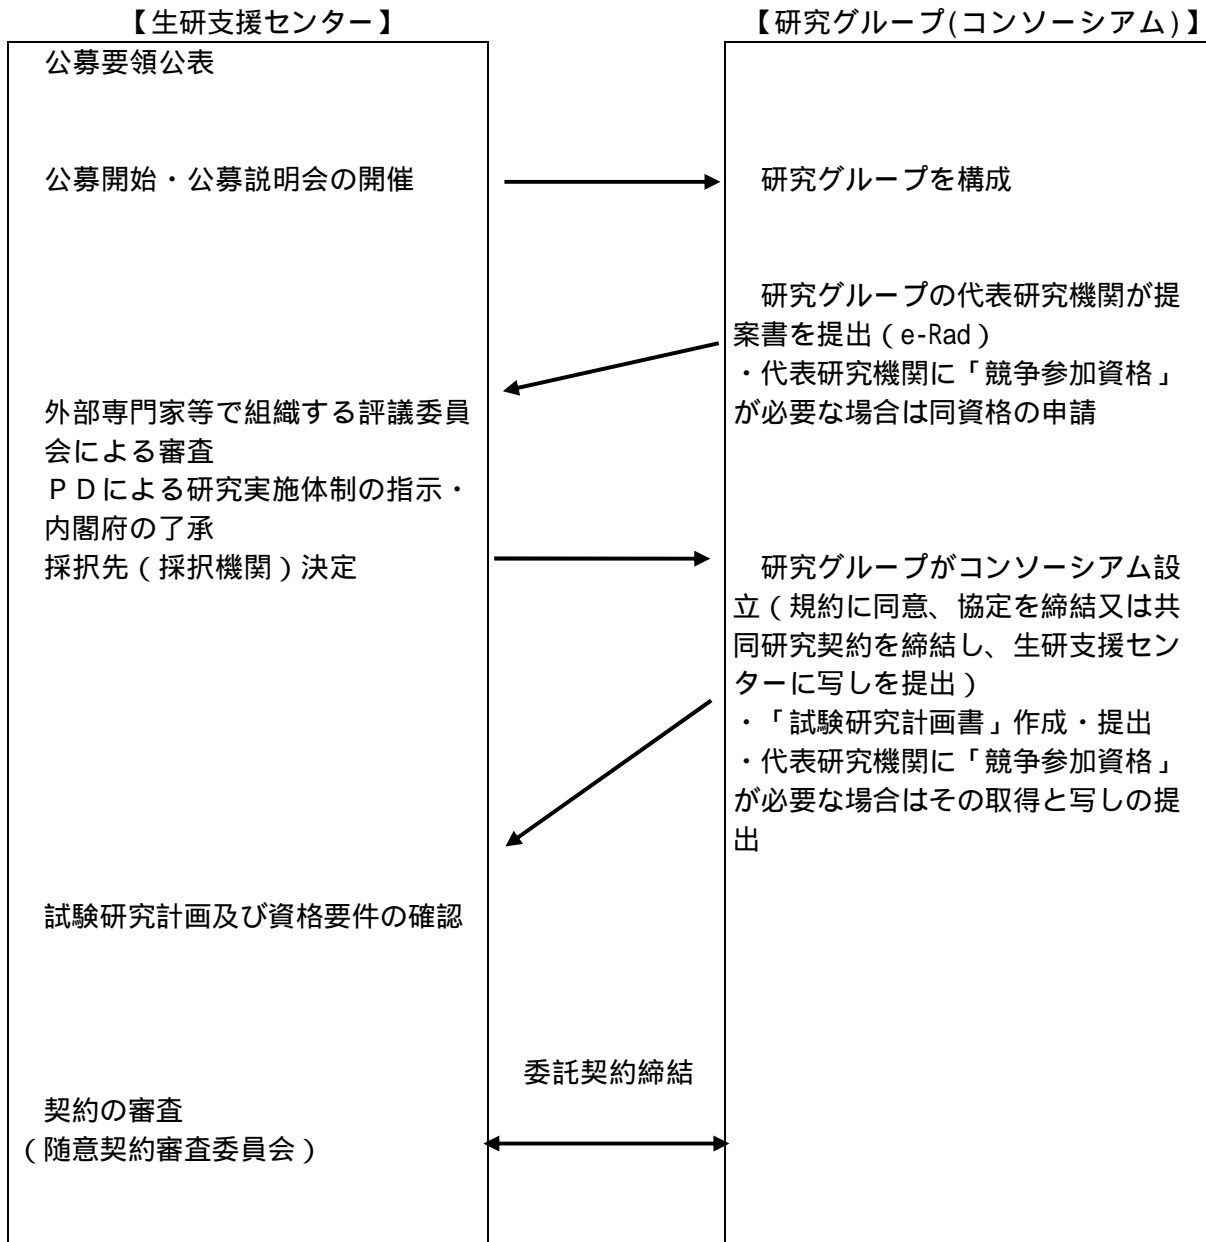 【生研支援センター】
公募要領公表
公募開始・公募説明会の開催
外部専門家等で組織する評議委員
会による審査
ＰＤによる研究実施体制の指示・
内閣府の了承
採択先（採択機関）決定
試験研究計画及び資格要件の確認
契約の審査
（随意契約審査委員会）
委託契約締結
【研究グループ(コンソーシアム)】
研究グループを構成
研究グループの代表研究機関が提
案書を提出（e-Rad）
・代表研究機関に「競争参加資格」
が必要な場合は同資格の申請
研究グループがコンソーシアム設
立（規約に同意、協定を締結又は共
同研究契約を締結し、生研支援セン
ターに写しを提出）
・「試験研究計画書」作成・提出
・代表研究機関に「競争参加資格」
が必要な場合はその取得と写しの提
出